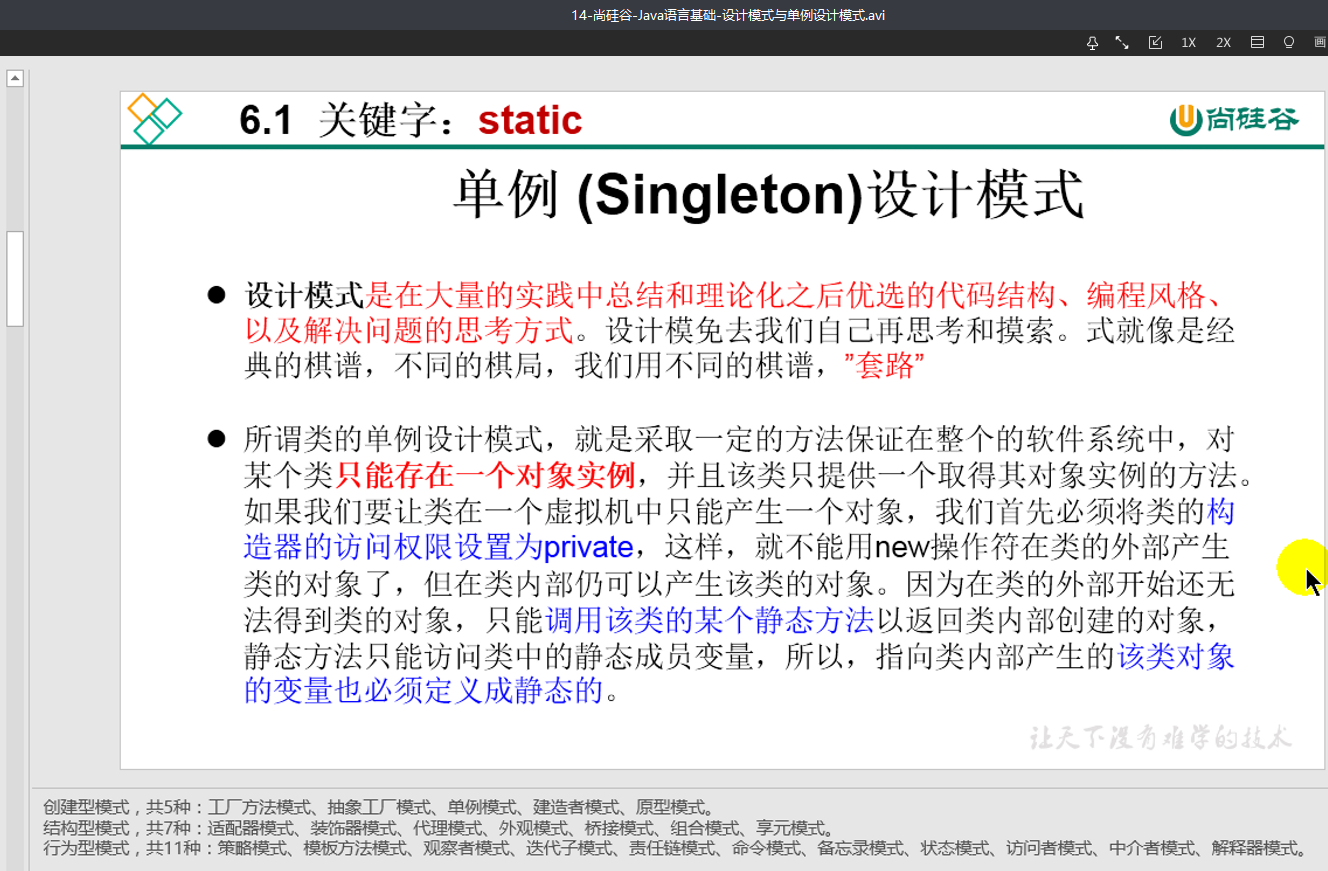 14-尚硅谷-Java语言基础-设计模式与单例设计模式.avi
1X 2X 画
6.1 关键字：static
尚硅谷
单例 (Singleton)设计模式
● 设计模式是在大量的实践中总结和理论化之后优选的代码结构、编程风格、
以及解决问题的思考方式。设计模免去我们自己再思考和摸索。式就像是经
典的棋谱，不同的棋局，我们用不同的棋谱，”套路”
● 所谓类的单例设计模式，就是采取一定的方法保证在整个的软件系统中，对
某个类只能存在一个对象实例，并且该类只提供一个取得其对象实例的方法。
如果我们要让类在一个虚拟机中只能产生一个对象，我们首先必须将类的构
造器的访问权限设置为private，这样，就不能用new操作符在类的外部产生
类的对象了，但在类内部仍可以产生该类的对象。因为在类的外部开始还无
法得到类的对象，只能调用该类的某个静态方法以返回类内部创建的对象，
静态方法只能访问类中的静态成员变量，所以，指向类内部产生的该类对象
的变量也必须定义成静态的。
让天下没有难学的技术
创建型模式，共5种：工厂方法模式、抽象工厂模式、单例模式、建造者模式、原型模式。
结构型模式，共7种：适配器模式、装饰器模式、代理模式、外观模式、桥接模式、组合模式、享元模式。
行为型模式，共11种：策略模式、模板方法模式、观察者模式、迭代子模式、责任链模式、命令模式、备忘录模式、状态模式、访问者模式、中介者模式、解释器模式。